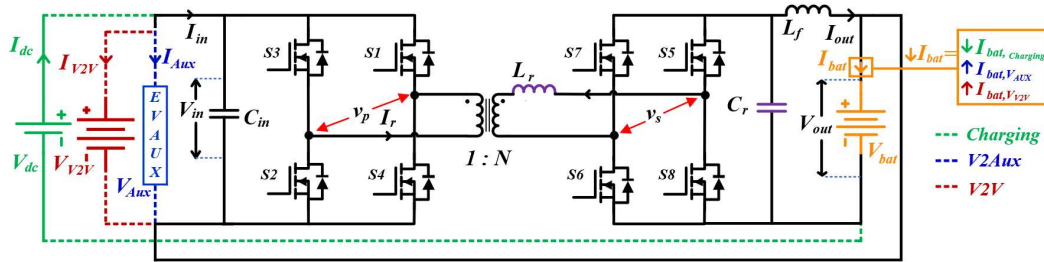 I_dc
I_V2V
I_Aux
I_in
V_in
C_in
V_dc
V_V2V
V_Aux
E V A U X
+
-
+
-
S3
S1
S2
S4
v_p
I_r
1 : N
L_r
S7
S5
S6
S8
v_s
C_r
L_f
I_out
I_bat
V_out
+
-
V_bat
↓I_bat=
↓I_bat, Charging
↑I_bat,V_AUX
↑I_bat,V_V2V
Charging
V2Aux
V2V